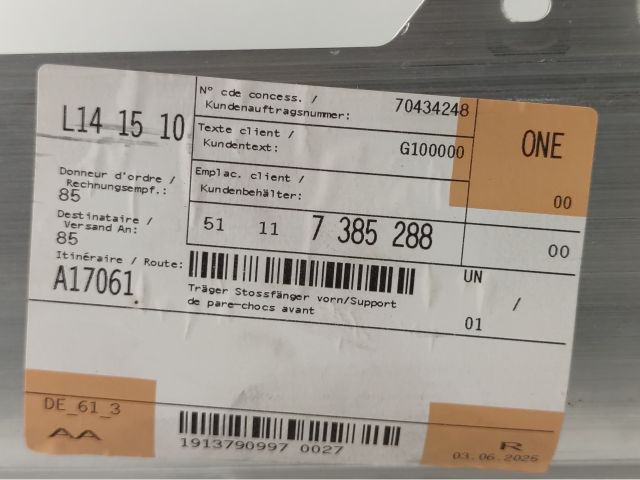 L14 15 10
N° cde concess. /
Kundenauftragsnummer:
70434248
ONE
Texte client /
Kundentext:
G100000
Emplac. client /
Kundenbehälter:
00
Donneur d'ordre /
Rechnungsempf.:
85
51 11 7 385 288
00
Destinataire /
Versand An:
85
Itinéraire / Route:
A17061
UN
/
01
Träger Stossfänger vorn/Support
de pare-chocs avant
DE_61_3
AA
1913790997 0027
R
03.06.2025